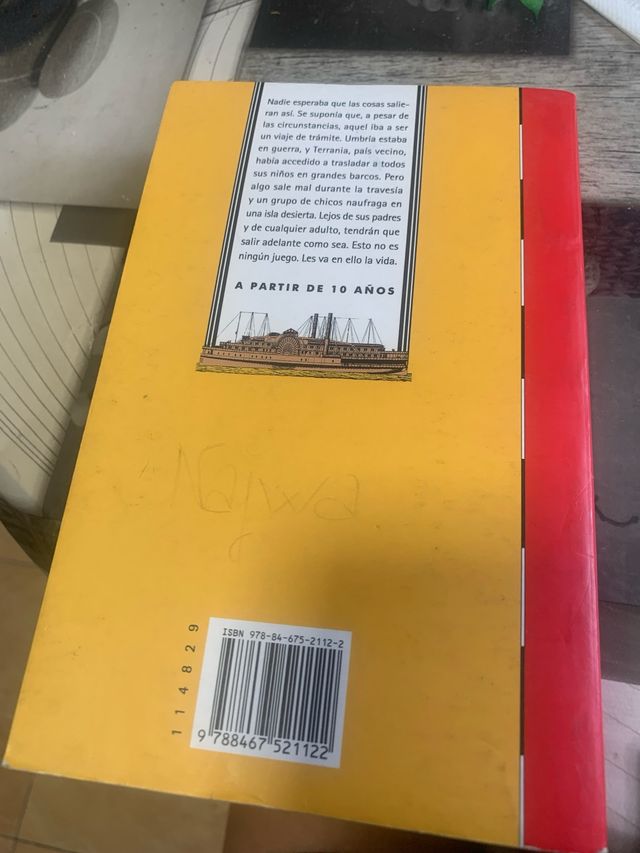 Nadie esperaba que las cosas salie-
ran así. Se suponía que, a pesar de
las circunstancias, aquel iba a ser
un viaje de trámite. Umbría estaba
en guerra, y Terrania, país vecino,
había accedido a trasladar a todos
sus niños en grandes barcos. Pero
algo sale mal durante la travesía
y un grupo de chicos naufraga en
una isla desierta. Lejos de sus padres
y de cualquier adulto, tendrán que
salir adelante como sea. Esto no es
ningún juego. Les va en ello la vida.
A PARTIR DE 10 AÑOS
Najwa
ISBN 978-84-675-2112-2
9 788467 521122
114829